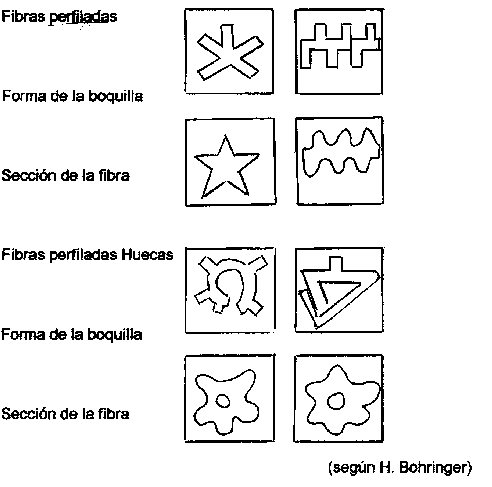 Fibras perfiladas
Forma de la boquilla
Sección de la fibra
Fibras perfiladas Huecas
Forma de la boquilla
Sección de la fibra
(según H. Bohringer)